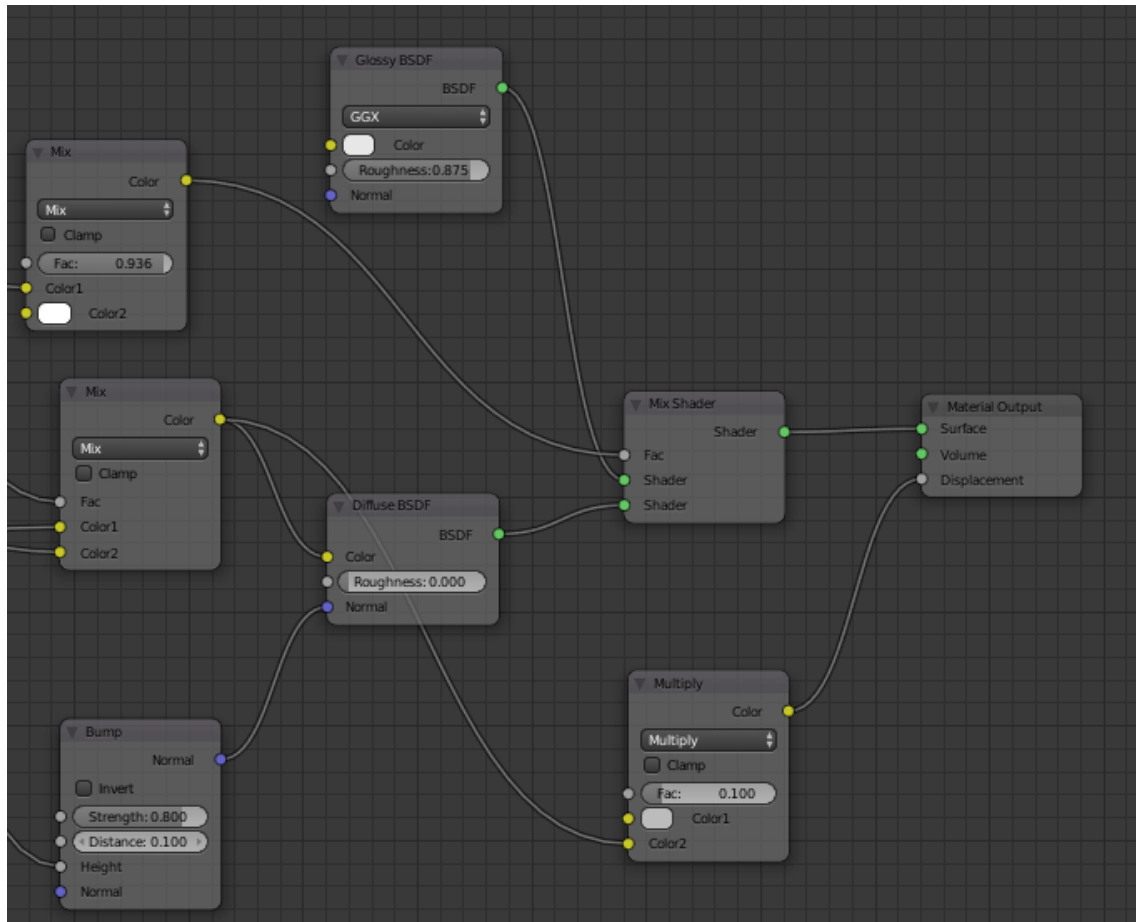 Glossy BSDF
BSDF
GGX
Color
Roughness:0.875
Normal
Mix
Color
Mix
Clamp
Fac: 0.936
Color1
Color2
Mix
Color
Mix
Clamp
Fac
Color1
Color2
Diffuse BSDF
BSDF
Color
Roughness: 0.000
Normal
Mix Shader
Shader
Fac
Shader
Shader
Material Output
Surface
Volume
Displacement
Bump
Normal
Invert
Strength: 0.800
Distance: 0.100
Height
Normal
Multiply
Color
Multiply
Clamp
Fac: 0.100
Color1
Color2